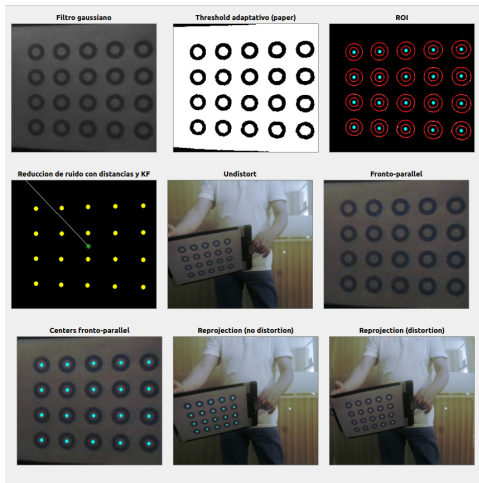 Filtro gaussiano
Threshold adaptativo (paper)
ROI
Reduccion de ruido con distancias y KF
Undistort
Fronto-parallel
Centers fronto-parallel
Reprojection (no distortion)
Reprojection (distortion)